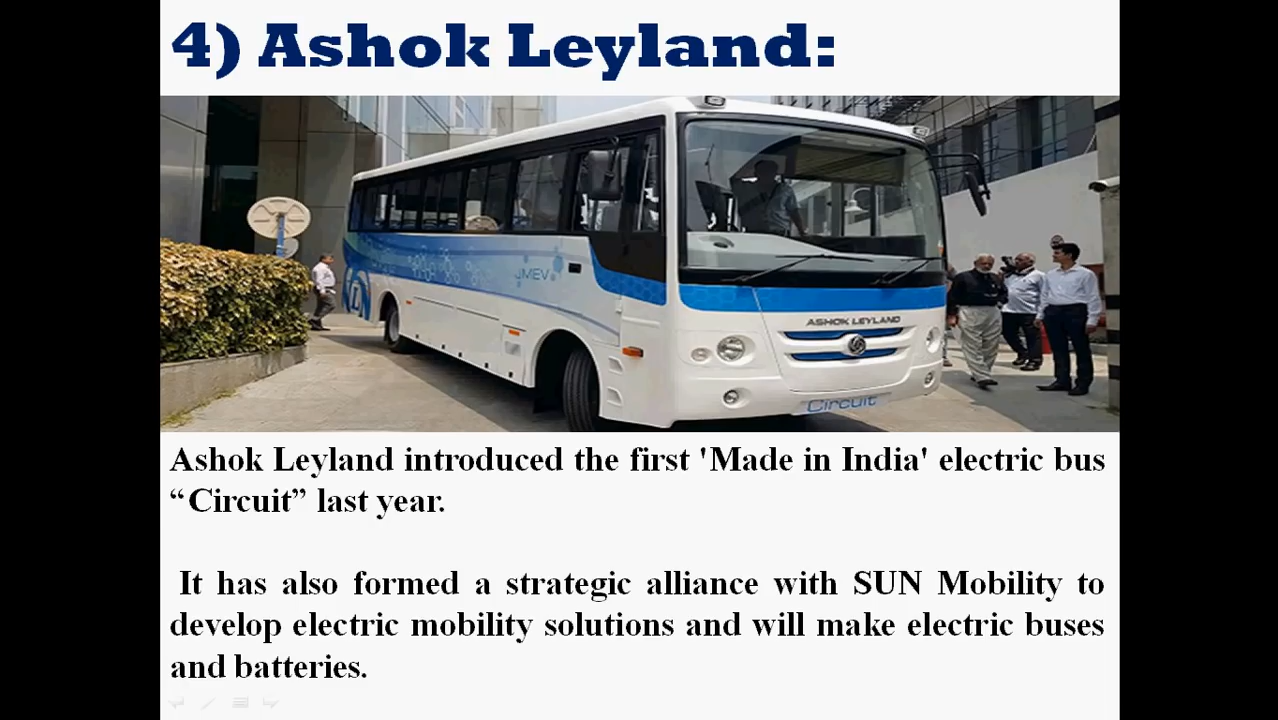 4) Ashok Leyland:
JMEV
ASHOK LEYLAND
Circuit
Ashok Leyland introduced the first 'Made in India' electric bus
“Circuit” last year.
It has also formed a strategic alliance with SUN Mobility to
develop electric mobility solutions and will make electric buses
and batteries.